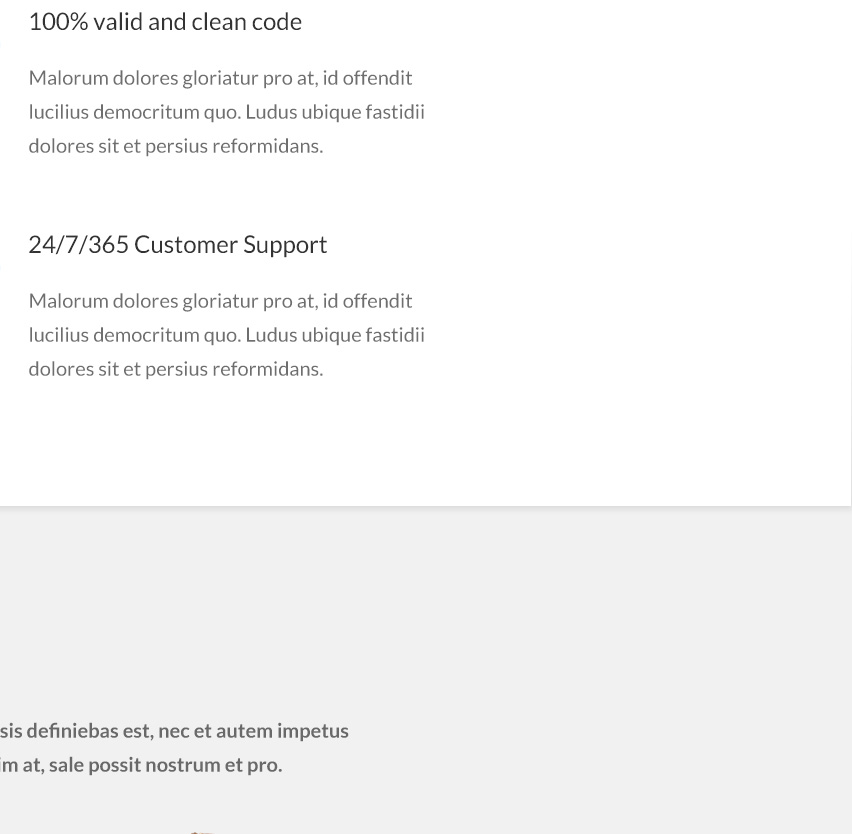 100% valid and clean code
Malorum dolores gloriatur pro at, id offendit
lucilius democritum quo. Ludus ubique fastidii
dolores sit et persius reformidans.
24/7/365 Customer Support
Malorum dolores gloriatur pro at, id offendit
lucilius democritum quo. Ludus ubique fastidii
dolores sit et persius reformidans.
sis definiebas est, nec et autem impetus
im at, sale possit nostrum et pro.